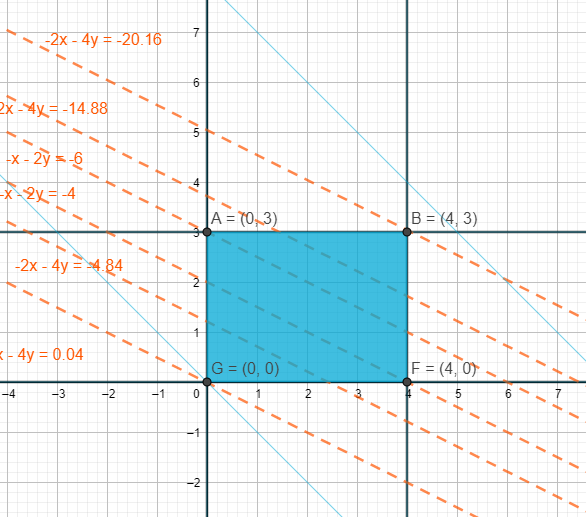 7
-2x - 4y = -20.16
6
2x - 4y = -14.88
5
-x - 2y = -6
4
-x - 2y = -4
A = (0, 3)
B = (4, 3)
3
-2x - 4y = -4.84
2
1
x - 4y = 0.04
G = (0, 0)
F = (4, 0)
−4 −3 −2 −1 0 1 2 3 4 5 6 7
−1
−2